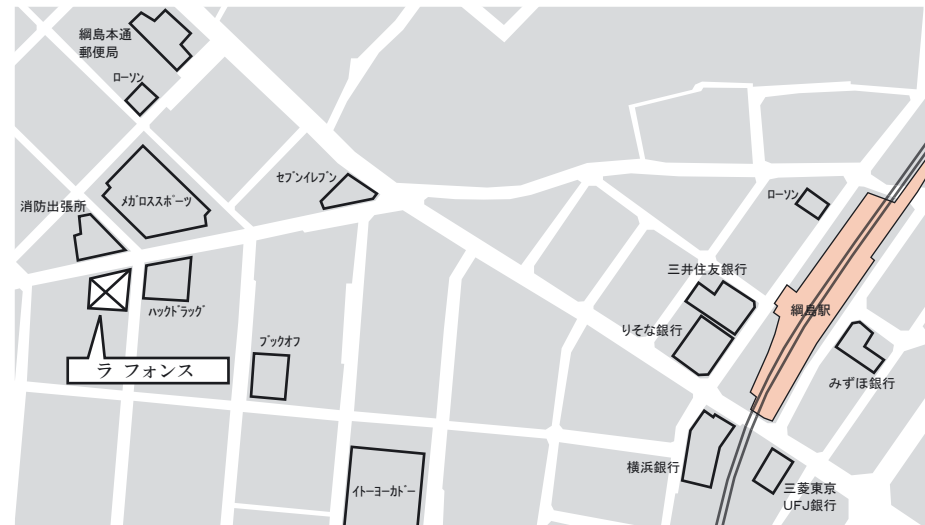 綱島本通
郵便局
ローソン
セブンイレブン
消防出張所
メガロススポーツ
ローソン
三井住友銀行
綱島駅
ハックドラッグ
りそな銀行
ブックオフ
ラ フォンス
みずほ銀行
横浜銀行
イトーヨーカドー
三菱東京
UFJ銀行